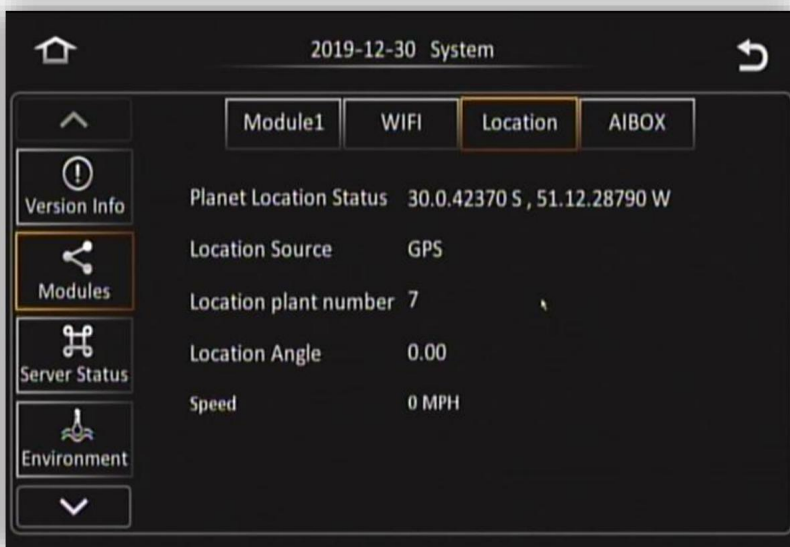 2019-12-30 System
Module1 WIFI Location AIBOX
Version Info
Modules
Server Status
Environment
Planet Location Status 30.0.42370 S , 51.12.28790 W
Location Source GPS
Location plant number 7
Location Angle 0.00
Speed 0 MPH